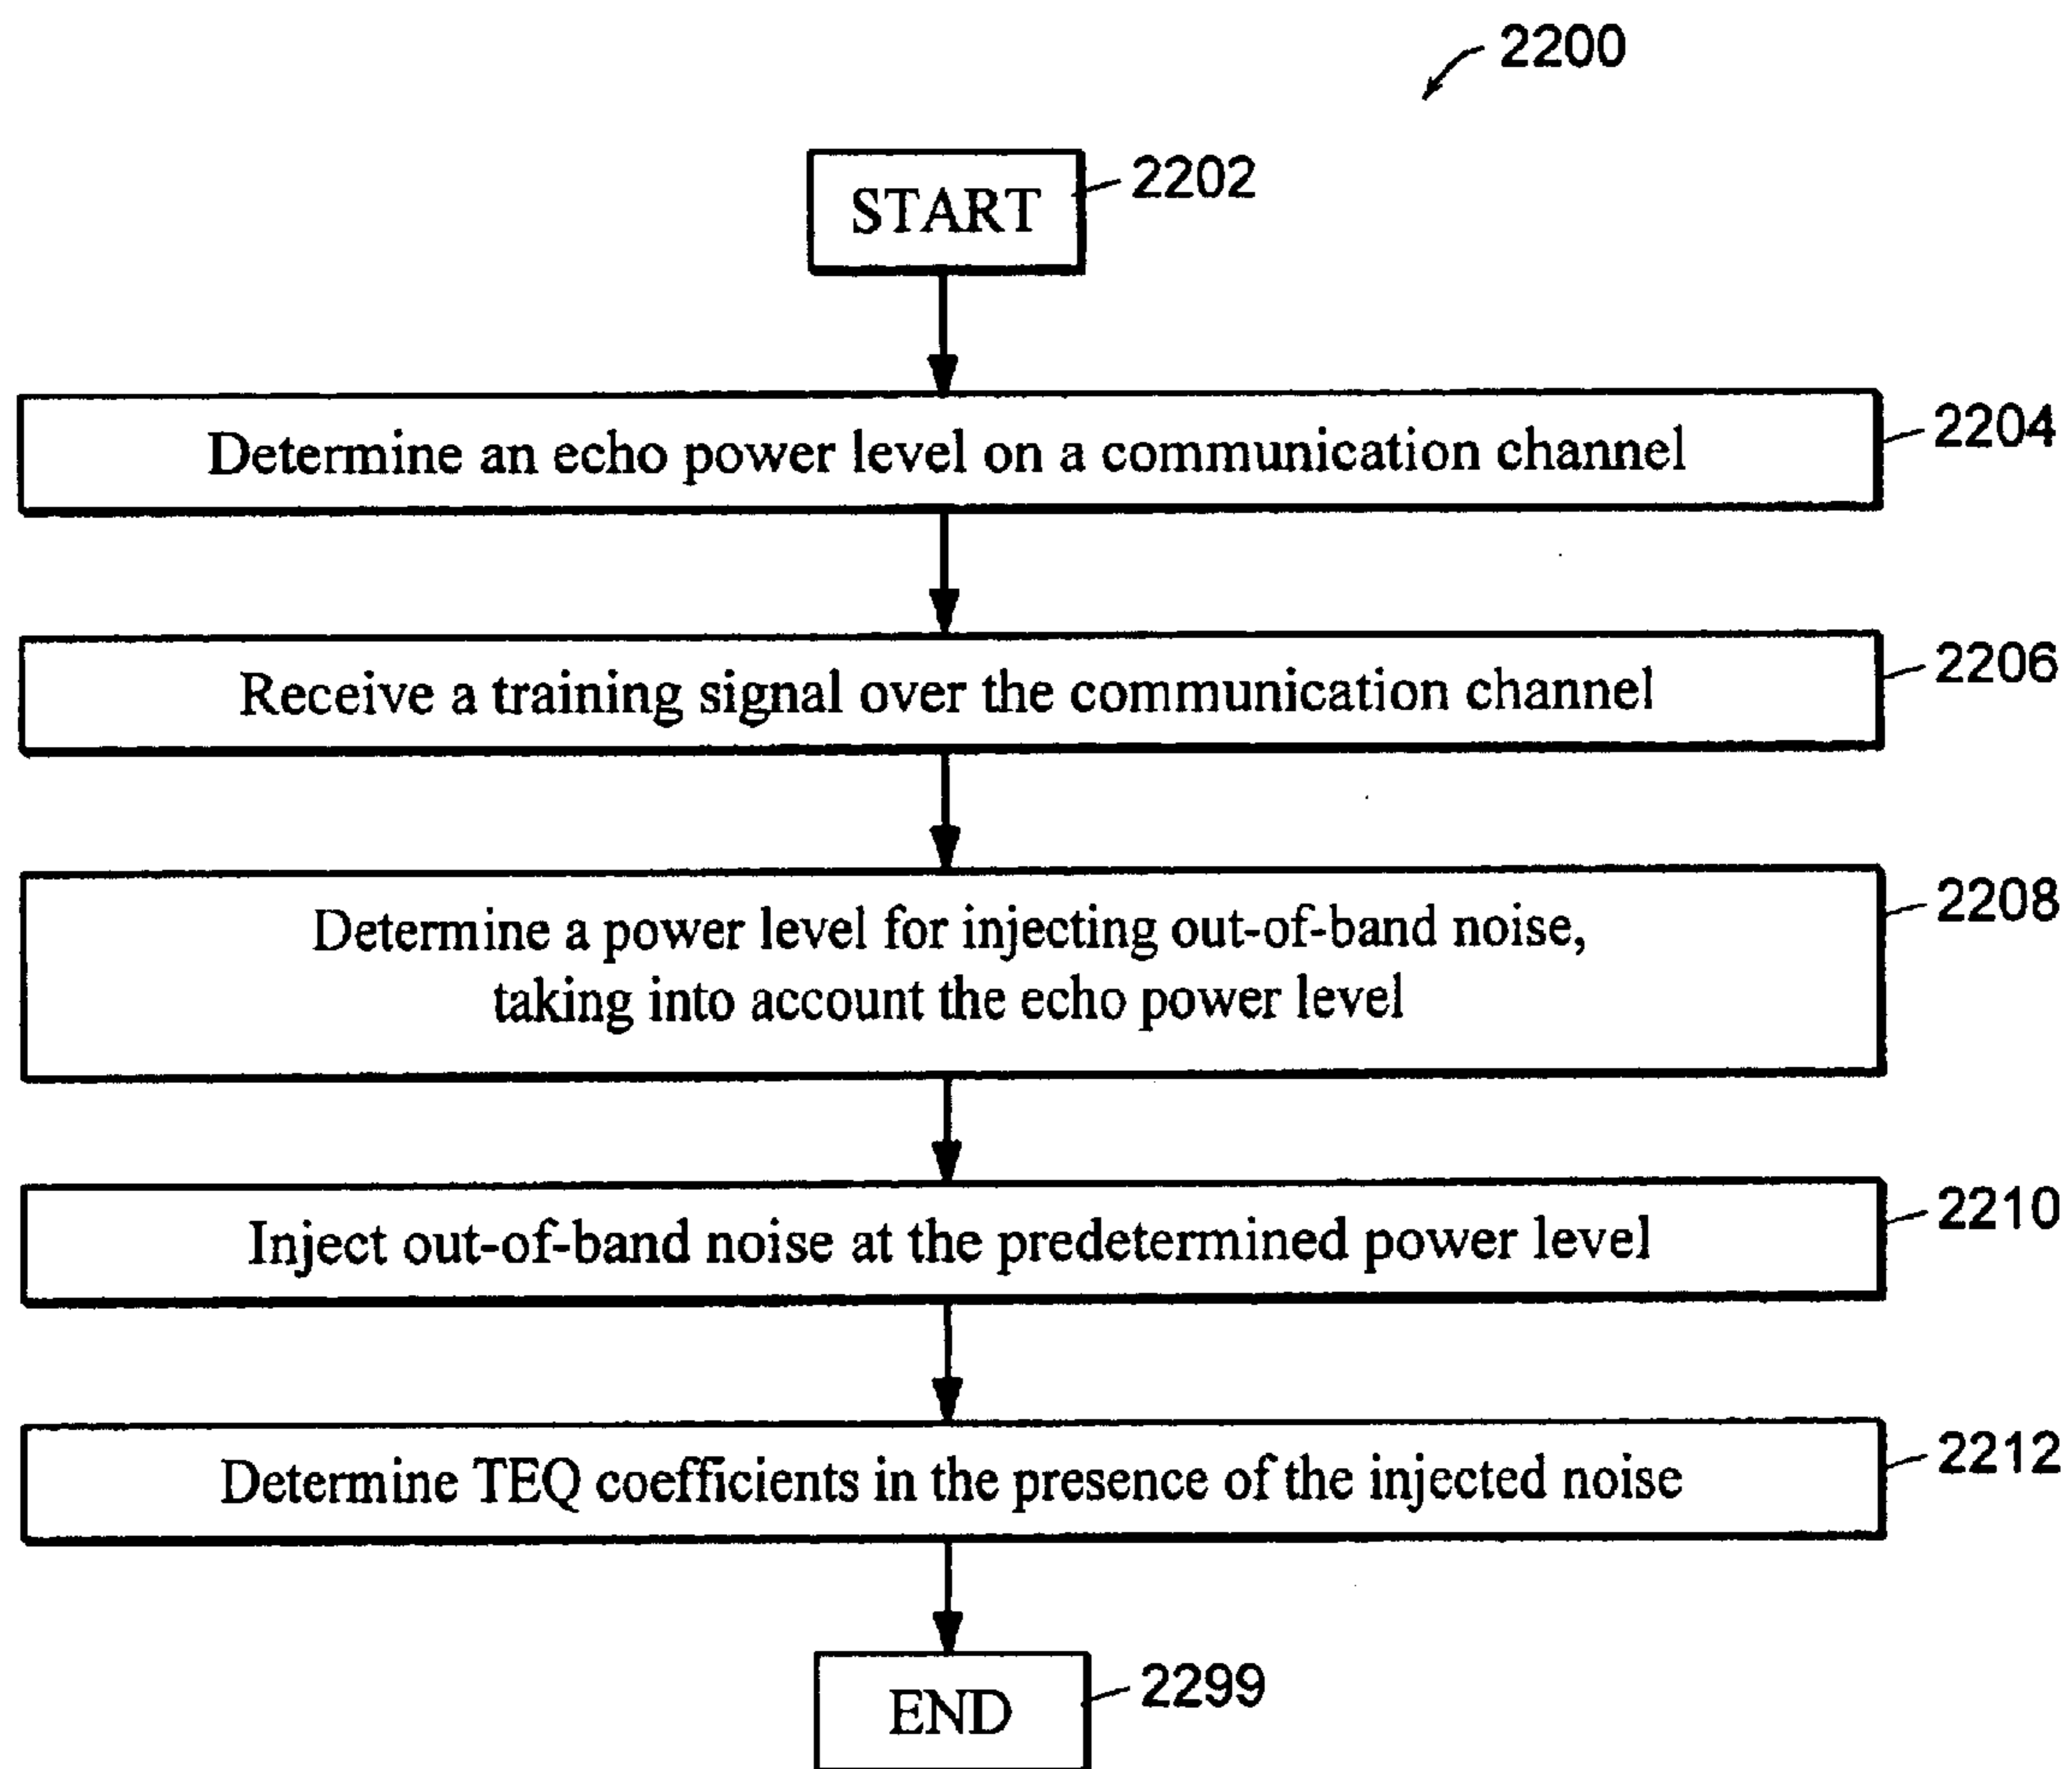 2200
START
2202
Determine an echo power level on a communication channel
2204
Receive a training signal over the communication channel
2206
Determine a power level for injecting out-of-band noise,
taking into account the echo power level
2208
Inject out-of-band noise at the predetermined power level
2210
Determine TEQ coefficients in the presence of the injected noise
2212
END
2299